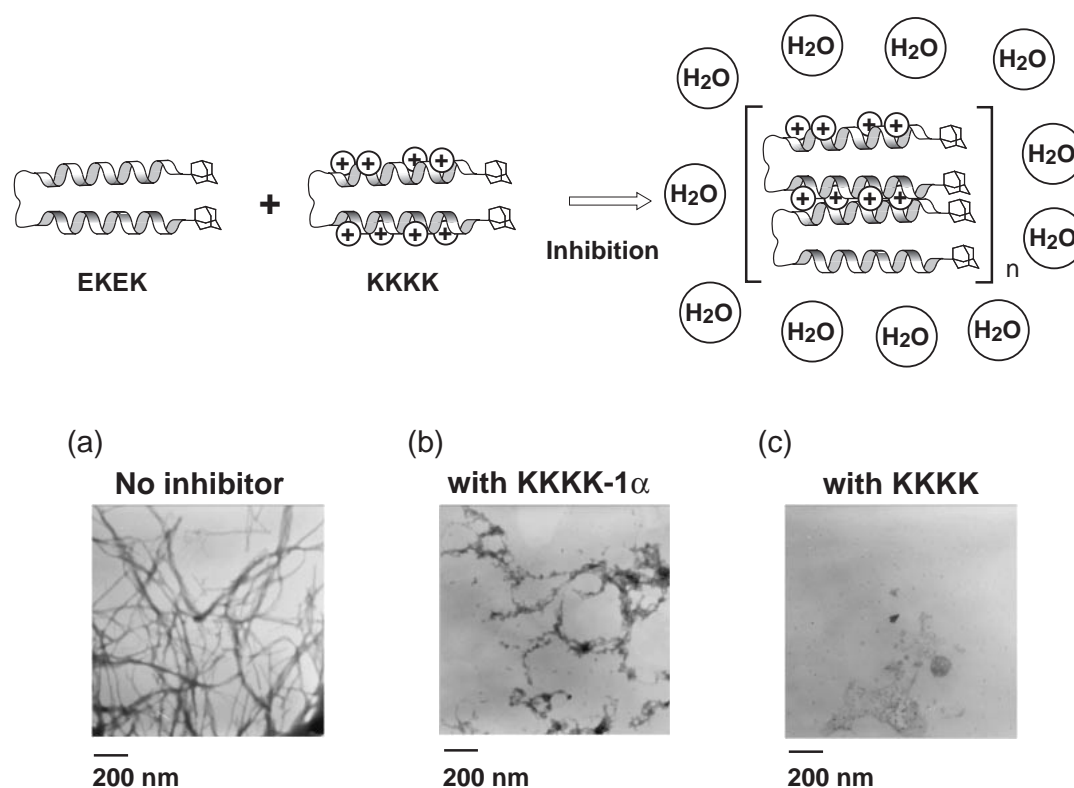 H2O H2O
H2O H2O
+ + + +
H2O
+ + + +
H2O
+
+ + + +
Inhibition
H2O
+ + + +
EKEK KKKK
n
H2O
H2O H2O H2O
(a) (b) (c)
No inhibitor with KKKK-1α with KKKK
200 nm 200 nm 200 nm